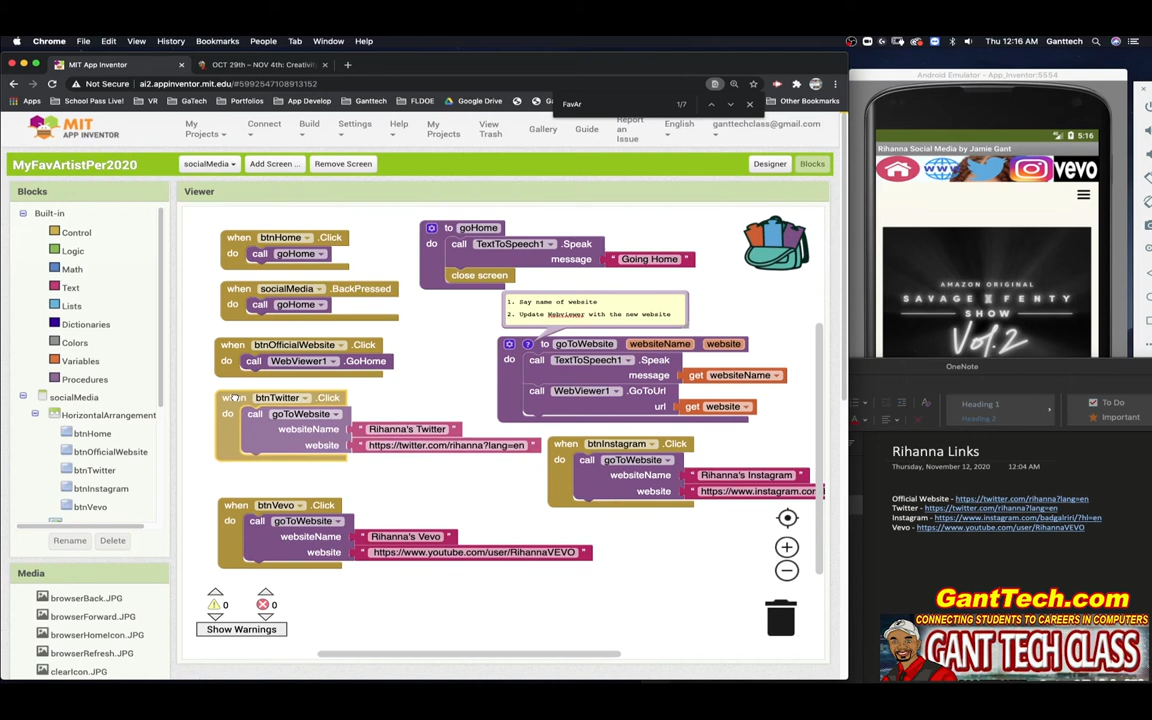 Chrome File Edit View History Bookmarks People Tab Window Help
Thu 12:16 AM Ganttech
MIT App Inventor
OCT 29th – NOV 4th: Creativi
Not Secure | ai2.appinventor.mit.edu/#5992547108913152
Apps School Pass Live! VR GaTech Portfolios App Develop Ganttech FLDOE Google Drive Other Bookmarks
FavAr 1/7
MIT
APP INVENTOR
My Projects Connect Build Settings Help My Projects View Trash Gallery Guide Report an Issue English ganttechclass@gmail.com
MyFavArtistPer2020
socialMedia Add Screen ... Remove Screen
Designer Blocks
Blocks
Viewer
Built-in
Control
Logic
Math
Text
Lists
Dictionaries
Colors
Variables
Procedures
socialMedia
HorizontalArrangement
btnHome
btnOfficialWebsite
btnTwitter
btnInstagram
btnVevo
Rename Delete
Media
browserBack.JPG
browserForward.JPG
browserHomeIcon.JPG
browserRefresh.JPG
clearIcon.JPG
when btnHome .Click
do call goHome
when socialMedia .BackPressed
do call goHome
when btnOfficialWebsite .Click
do call WebViewer1 .GoHome
when btnTwitter .Click
do call goToWebsite
websiteName " Rihanna's Twitter "
website " https://twitter.com/rihanna?lang=en "
when btnVevo .Click
do call goToWebsite
websiteName " Rihanna's Vevo "
website " https://www.youtube.com/user/RihannaVEVO "
to goHome
do call TextToSpeech1 .Speak
message " Going Home "
close screen
1. Say name of website
2. Update Webviewer with the new website
? to goToWebsite websiteName website
do call TextToSpeech1 .Speak
message get websiteName
call WebViewer1 .GoToUrl
url get website
when btnInstagram .Click
do call goToWebsite
websiteName " Rihanna's Instagram "
website " https://www.instagram.com
0 0
Show Warnings
Android Emulator - App_Inventor:5554
5:16
Rihanna Social Media by Jamie Gant
www
vevo
AMAZON ORIGINAL
SAVAGE X FENTY
SHOW
Vol.2
OneNote
Heading 1
Heading 2
To Do
Important
Rihanna Links
Thursday, November 12, 2020 12:04 AM
Official Website - https://twitter.com/rihanna?lang=en
Twitter - https://twitter.com/rihanna?lang=en
Instagram - https://www.instagram.com/badgalriri/?hl=en
Vevo - https://www.youtube.com/user/RihannaVEVO
GantTech.com
CONNECTING STUDENTS TO CAREERS IN COMPUTERS
GANT TECH CLASS